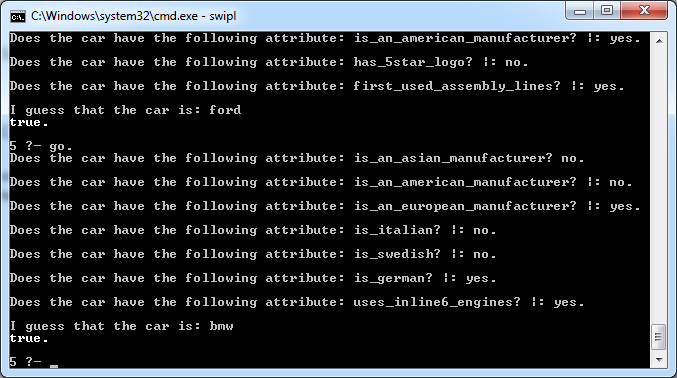 C:\Windows\system32\cmd.exe - swipl
Does the car have the following attribute: is_an_american_manufacturer? |: yes.
Does the car have the following attribute: has_5star_logo? |: no.
Does the car have the following attribute: first_used_assembly_lines? |: yes.
I guess that the car is: ford
true.
5 ?- go.
Does the car have the following attribute: is_an_asian_manufacturer? no.
Does the car have the following attribute: is_an_american_manufacturer? |: no.
Does the car have the following attribute: is_an_european_manufacturer? |: yes.
Does the car have the following attribute: is_italian? |: no.
Does the car have the following attribute: is_swedish? |: no.
Does the car have the following attribute: is_german? |: yes.
Does the car have the following attribute: uses_inline6_engines? |: yes.
I guess that the car is: bmw
true.
5 ?- _